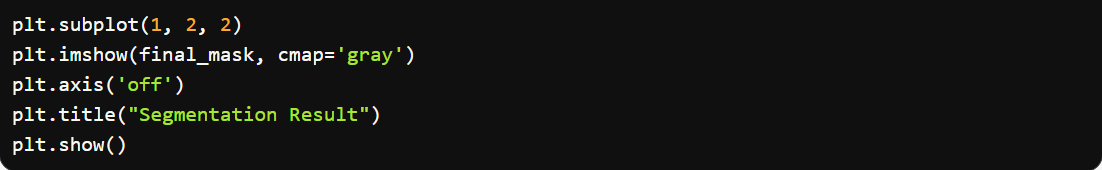 plt.subplot(1, 2, 2)
plt.imshow(final_mask, cmap='gray')
plt.axis('off')
plt.title("Segmentation Result")
plt.show()